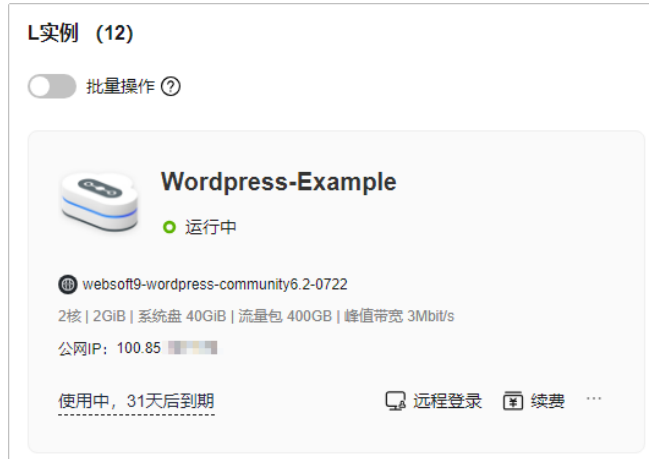 L实例 (12)
批量操作
Wordpress-Example
运行中
websoft9-wordpress-community6.2-0722
2核 | 2GiB | 系统盘 40GiB | 流量包 400GB | 峰值带宽 3Mbit/s
公网IP: 100.85
使用中，31天后到期 远程登录 续费 ···